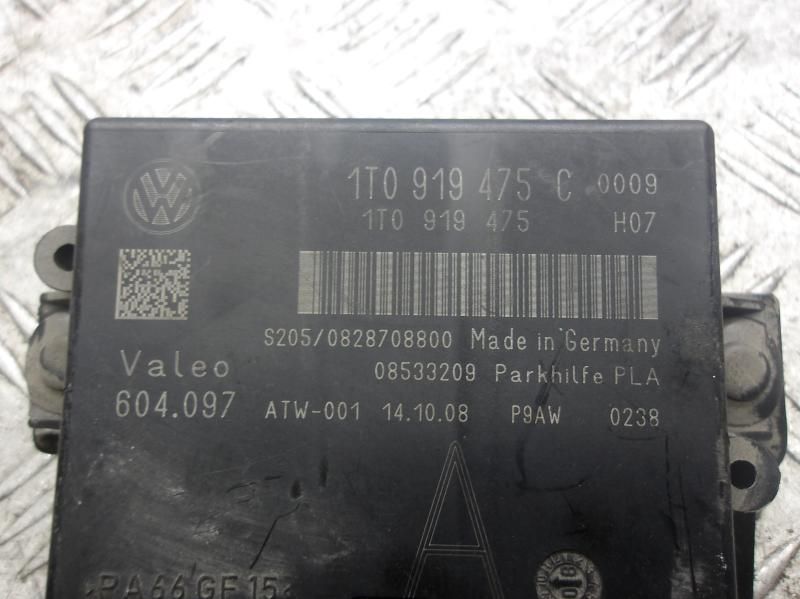 1T0 919 475 C 0009
1T0 919 475 H07
S205/0828708800 Made in Germany
Valeo 08533209 Parkhilfe PLA
604.097 ATW-001 14.10.08 P9AW 0238
A
>PA66GF15<